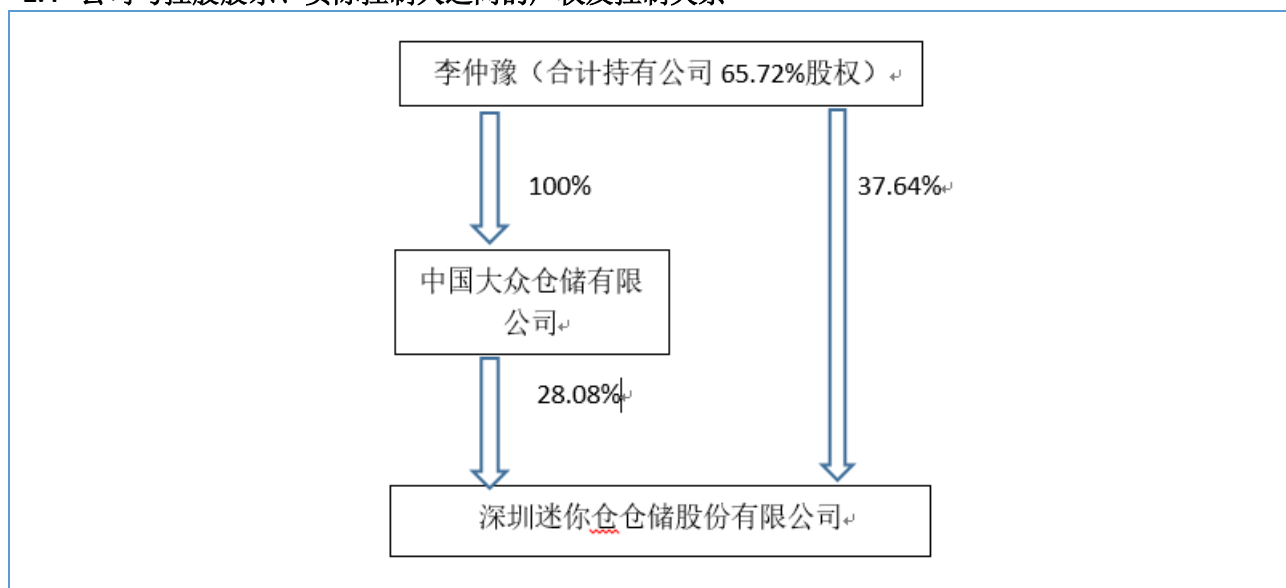 李仲豫（合计持有公司 65.72%股权）
100%
37.64%
中国大众仓储有限
公司
28.08%
深圳迷你仓仓储股份有限公司